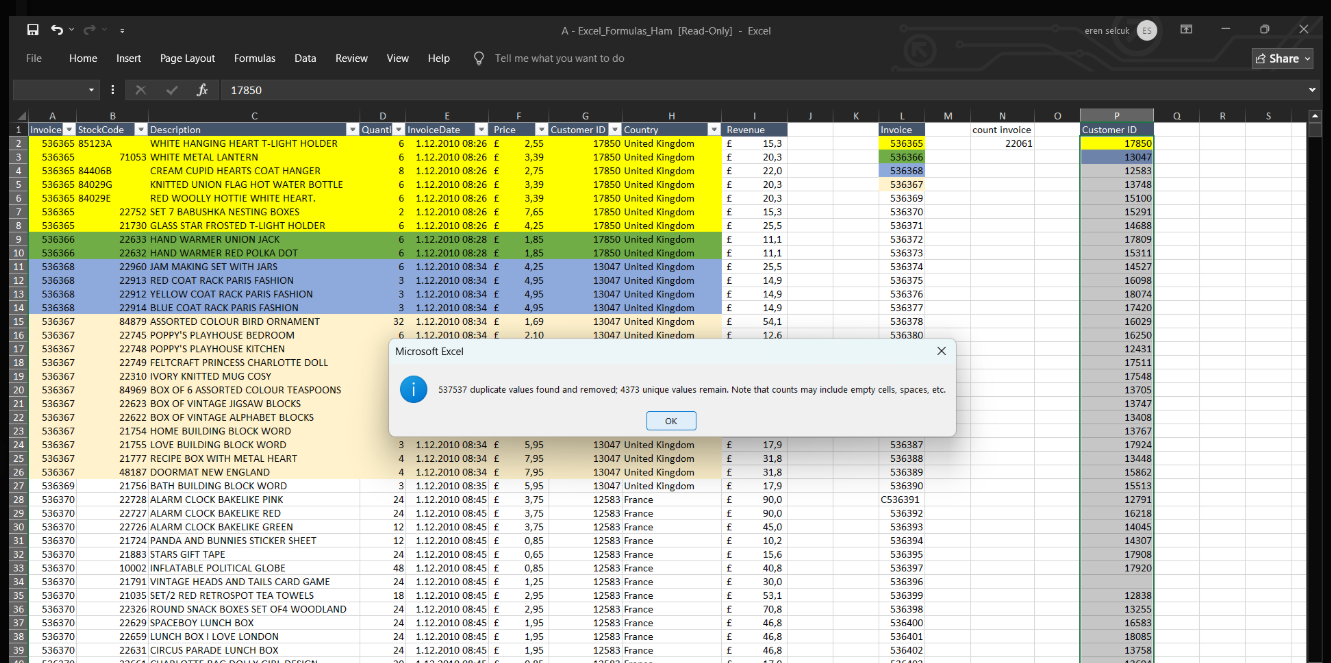 A - Excel_Formulas_Ham [Read-Only] - Excel
eren selcuk ES
File Home Insert Page Layout Formulas Data Review View Help Tell me what you want to do Share
fx 17850
A B C D E F G H I J K L M N O P Q R S
1 Invoice StockCode Description Quanti InvoiceDate Price Customer ID Country Revenue Invoice count invoice Customer ID
2 536365 85123A WHITE HANGING HEART T-LIGHT HOLDER 6 1.12.2010 08:26 £ 2,55 17850 United Kingdom £ 15,3 536365 22061 17850
3 536365 71053 WHITE METAL LANTERN 6 1.12.2010 08:26 £ 3,39 17850 United Kingdom £ 20,3 536366 13047
4 536365 84406B CREAM CUPID HEARTS COAT HANGER 8 1.12.2010 08:26 £ 2,75 17850 United Kingdom £ 22,0 536368 12583
5 536365 84029G KNITTED UNION FLAG HOT WATER BOTTLE 6 1.12.2010 08:26 £ 3,39 17850 United Kingdom £ 20,3 536367 13748
6 536365 84029E RED WOOLLY HOTTIE WHITE HEART. 6 1.12.2010 08:26 £ 3,39 17850 United Kingdom £ 20,3 536369 15100
7 536365 22752 SET 7 BABUSHKA NESTING BOXES 2 1.12.2010 08:26 £ 7,65 17850 United Kingdom £ 15,3 536370 15291
8 536365 21730 GLASS STAR FROSTED T-LIGHT HOLDER 6 1.12.2010 08:26 £ 4,25 17850 United Kingdom £ 25,5 536371 14688
9 536366 22633 HAND WARMER UNION JACK 6 1.12.2010 08:28 £ 1,85 17850 United Kingdom £ 11,1 536372 17809
10 536366 22632 HAND WARMER RED POLKA DOT 6 1.12.2010 08:28 £ 1,85 17850 United Kingdom £ 11,1 536373 15311
11 536368 22960 JAM MAKING SET WITH JARS 6 1.12.2010 08:34 £ 4,25 13047 United Kingdom £ 25,5 536374 14527
12 536368 22913 RED COAT RACK PARIS FASHION 3 1.12.2010 08:34 £ 4,95 13047 United Kingdom £ 14,9 536375 16098
13 536368 22912 YELLOW COAT RACK PARIS FASHION 3 1.12.2010 08:34 £ 4,95 13047 United Kingdom £ 14,9 536376 18074
14 536368 22914 BLUE COAT RACK PARIS FASHION 3 1.12.2010 08:34 £ 4,95 13047 United Kingdom £ 14,9 536377 17420
15 536367 84879 ASSORTED COLOUR BIRD ORNAMENT 32 1.12.2010 08:34 £ 1,69 13047 United Kingdom £ 54,1 536378 16029
16 536367 22745 POPPY'S PLAYHOUSE BEDROOM 6 1.12.2010 08:34 £ 2,10 13047 United Kingdom £ 12,6 536380 16250
17 536367 22748 POPPY'S PLAYHOUSE KITCHEN 12431
18 536367 22749 FELTCRAFT PRINCESS CHARLOTTE DOLL 17511
19 536367 22310 IVORY KNITTED MUG COSY 17548
20 536367 84969 BOX OF 6 ASSORTED COLOUR TEASPOONS 13705
21 536367 22623 BOX OF VINTAGE JIGSAW BLOCKS 13747
22 536367 22622 BOX OF VINTAGE ALPHABET BLOCKS 13408
23 536367 21754 HOME BUILDING BLOCK WORD 13767
Microsoft Excel
537537 duplicate values found and removed; 4373 unique values remain. Note that counts may include empty cells, spaces, etc.
OK
24 536367 21755 LOVE BUILDING BLOCK WORD 3 1.12.2010 08:34 £ 5,95 13047 United Kingdom £ 17,9 536387 17924
25 536367 21777 RECIPE BOX WITH METAL HEART 4 1.12.2010 08:34 £ 7,95 13047 United Kingdom £ 31,8 536388 13448
26 536367 48187 DOORMAT NEW ENGLAND 4 1.12.2010 08:34 £ 7,95 13047 United Kingdom £ 31,8 536389 15862
27 536369 21756 BATH BUILDING BLOCK WORD 3 1.12.2010 08:35 £ 5,95 13047 United Kingdom £ 17,9 536390 15513
28 536370 22728 ALARM CLOCK BAKELIKE PINK 24 1.12.2010 08:45 £ 3,75 12583 France £ 90,0 C536391 12791
29 536370 22727 ALARM CLOCK BAKELIKE RED 24 1.12.2010 08:45 £ 3,75 12583 France £ 90,0 536392 16218
30 536370 22726 ALARM CLOCK BAKELIKE GREEN 12 1.12.2010 08:45 £ 3,75 12583 France £ 45,0 536393 14045
31 536370 21724 PANDA AND BUNNIES STICKER SHEET 12 1.12.2010 08:45 £ 0,85 12583 France £ 10,2 536394 14307
32 536370 21883 STARS GIFT TAPE 24 1.12.2010 08:45 £ 0,65 12583 France £ 15,6 536395 17908
33 536370 10002 INFLATABLE POLITICAL GLOBE 48 1.12.2010 08:45 £ 0,85 12583 France £ 40,8 536397 17920
34 536370 21791 VINTAGE HEADS AND TAILS CARD GAME 24 1.12.2010 08:45 £ 1,25 12583 France £ 30,0 536396
35 536370 21035 SET/2 RED RETROSPOT TEA TOWELS 18 1.12.2010 08:45 £ 2,95 12583 France £ 53,1 536399 12838
36 536370 22326 ROUND SNACK BOXES SET OF4 WOODLAND 24 1.12.2010 08:45 £ 2,95 12583 France £ 70,8 536398 13255
37 536370 22629 SPACEBOY LUNCH BOX 24 1.12.2010 08:45 £ 1,95 12583 France £ 46,8 536400 16583
38 536370 22659 LUNCH BOX I LOVE LONDON 24 1.12.2010 08:45 £ 1,95 12583 France £ 46,8 536401 18085
39 536370 22631 CIRCUS PARADE LUNCH BOX 24 1.12.2010 08:45 £ 1,95 12583 France £ 46,8 536402 13758